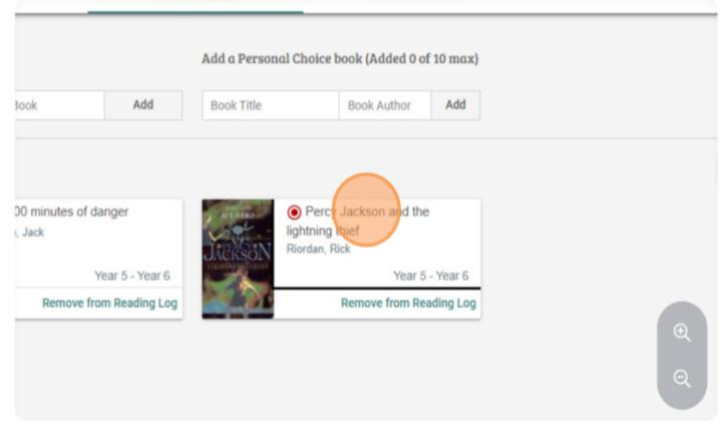 Add a Personal Choice book (Added 0 of 10 max)
Book Add Book Title Book Author Add
00 minutes of danger
, Jack
Year 5 - Year 6
Remove from Reading Log
Percy Jackson and the
lightning thief
Riordan, Rick
Year 5 - Year 6
Remove from Reading Log
JACKSON